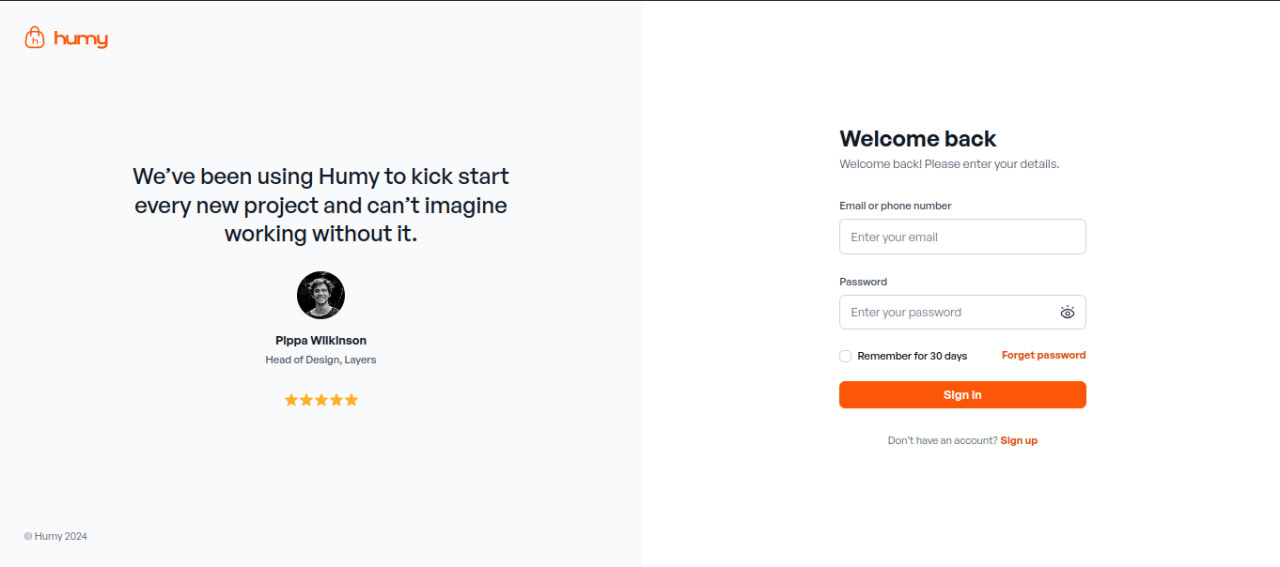 humy
We've been using Humy to kick start
every new project and can't imagine
working without it.
Pippa Wilkinson
Head of Design, Layers
© Humy 2024
Welcome back
Welcome back! Please enter your details.
Email or phone number
Enter your email
Password
Enter your password
Remember for 30 days
Forget password
Sign in
Don't have an account? Sign up